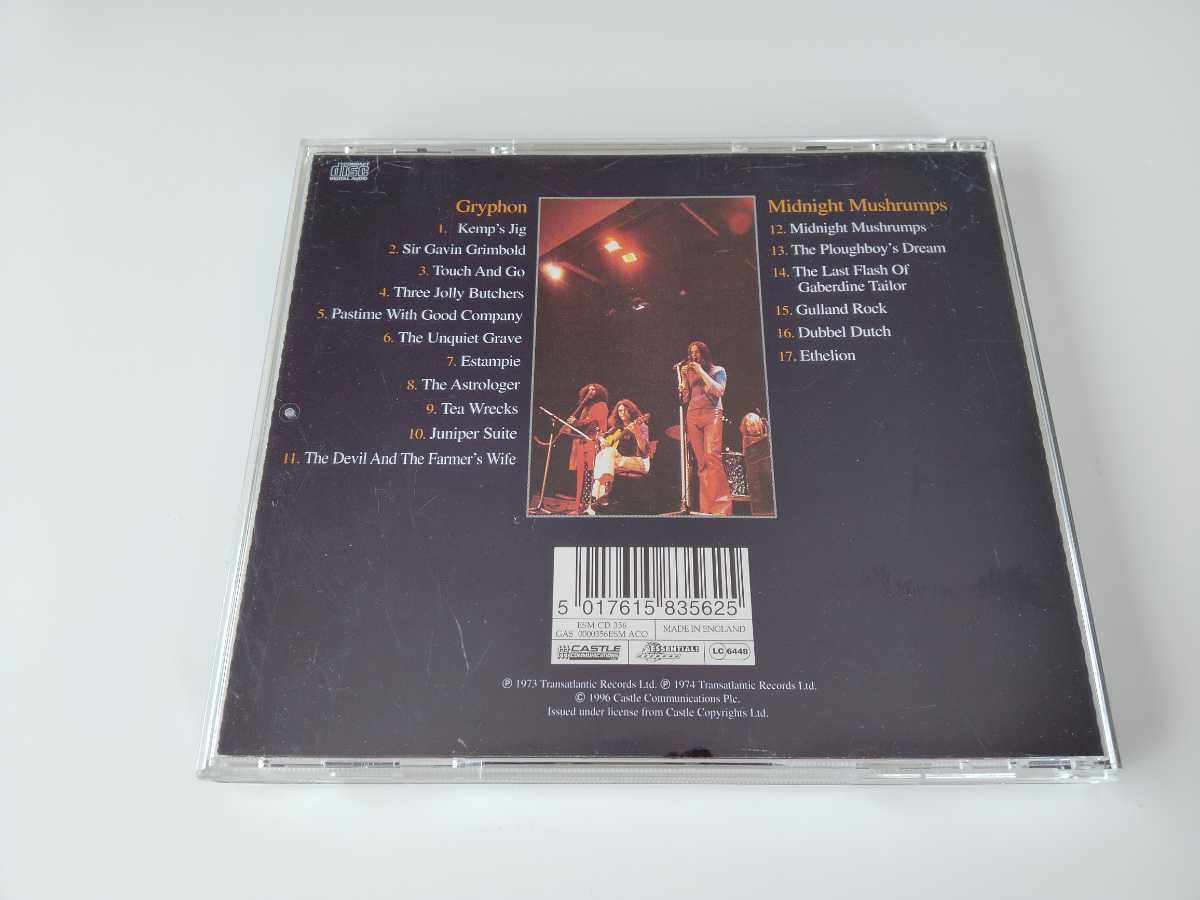 COMPACT
disc
DIGITAL AUDIO
Gryphon
1. Kemp's Jig
2. Sir Gavin Grimbold
3. Touch And Go
4. Three Jolly Butchers
5. Pastime With Good Company
6. The Unquiet Grave
7. Estampie
8. The Astrologer
9. Tea Wrecks
10. Juniper Suite
11. The Devil And The Farmer's Wife
Midnight Mushrumps
12. Midnight Mushrumps
13. The Ploughboy's Dream
14. The Last Flash Of
Gaberdine Tailor
15. Gulland Rock
16. Dubbel Dutch
17. Ethelion
5 017615 835625
ESM CD 356
GAS 0000356ESM ACO
MADE IN ENGLAND
CASTLE
COMMUNICATIONS
ESSENTIAL!
LC 6448
℗ 1973 Transatlantic Records Ltd. ℗ 1974 Transatlantic Records Ltd.
© 1996 Castle Communications Plc.
Issued under license from Castle Copyrights Ltd.